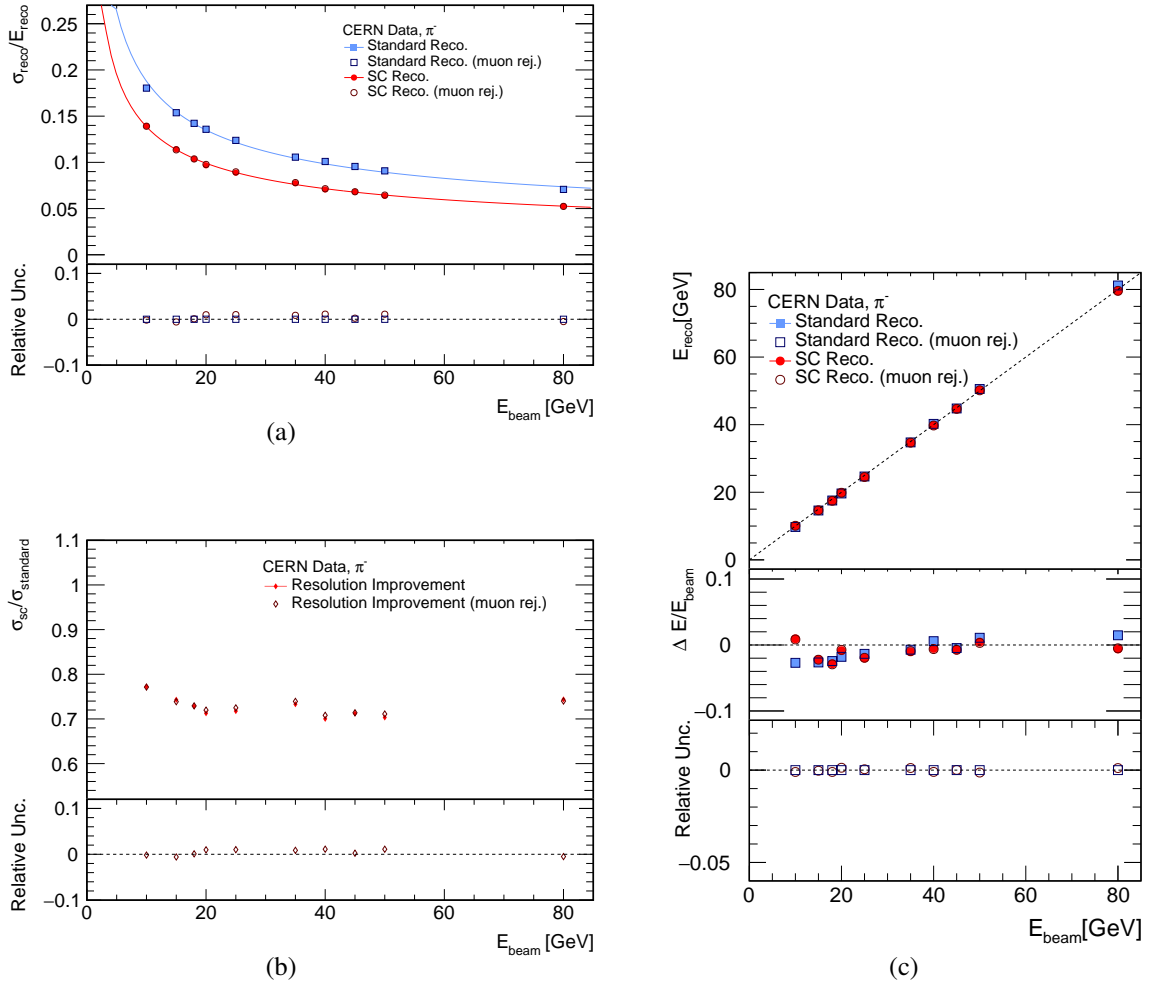 σreco/Ereco
0.25
0.2
0.15
0.1
0.05
0
CERN Data, π-
Standard Reco.
Standard Reco. (muon rej.)
SC Reco.
SC Reco. (muon rej.)
Relative Unc.
0.1
0
−0.1
0 20 40 60 80
Ebeam [GeV]
(a)
σsc/σstandard
1.1
1
0.9
0.8
0.7
0.6
CERN Data, π-
Resolution Improvement
Resolution Improvement (muon rej.)
Relative Unc.
0.1
0
−0.1
0 20 40 60 80
Ebeam [GeV]
(b)
Ereco[GeV]
80
60
40
20
0
CERN Data, π-
Standard Reco.
Standard Reco. (muon rej.)
SC Reco.
SC Reco. (muon rej.)
Δ E/Ebeam
0.1
0
−0.1
Relative Unc.
0
−0.05
0 20 40 60 80
Ebeam[GeV]
(c)